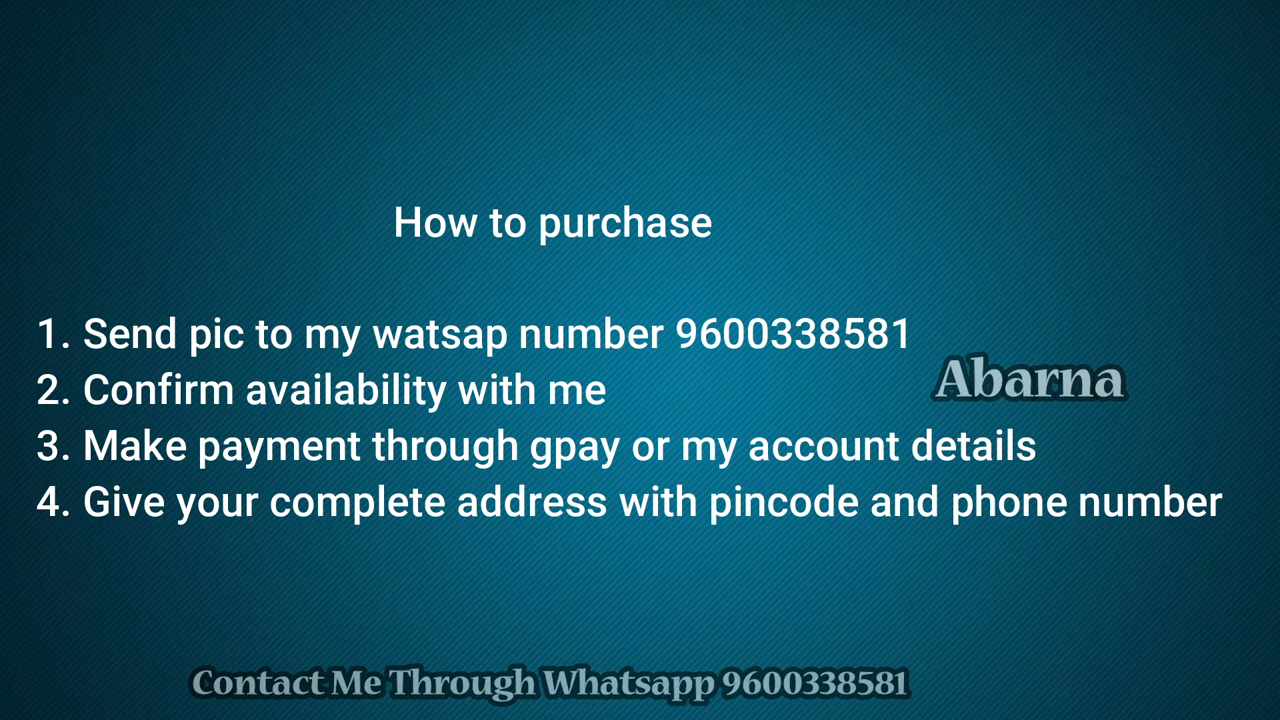 How to purchase
1. Send pic to my watsap number 9600338581
2. Confirm availability with me
Abarna
3. Make payment through gpay or my account details
4. Give your complete address with pincode and phone number
Contact Me Through Whatsapp 9600338581